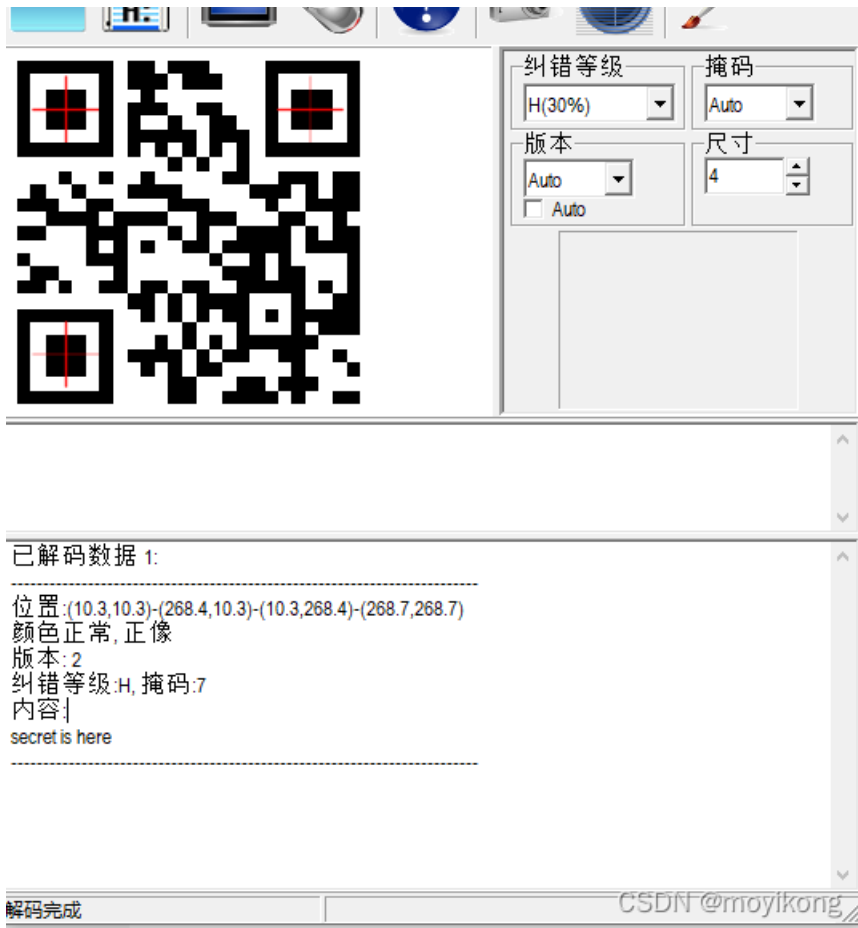 纠错等级
掩码
H(30%)
Auto
版本
尺寸
Auto
4
Auto
已解码数据 1:
位置:(10.3,10.3)-(268.4,10.3)-(10.3,268.4)-(268.7,268.7)
颜色正常, 正像
版本: 2
纠错等级:H, 掩码:7
内容:
secret is here
解码完成
CSDN @moyikong